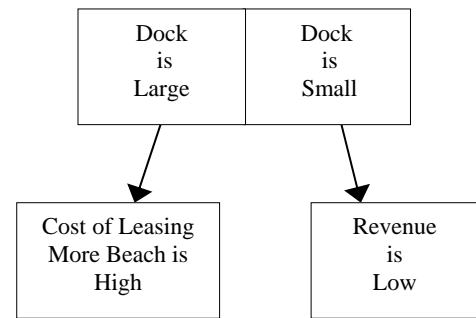 Dock
is
Large
Dock
is
Small
Cost of Leasing
More Beach is
High
Revenue
is
Low